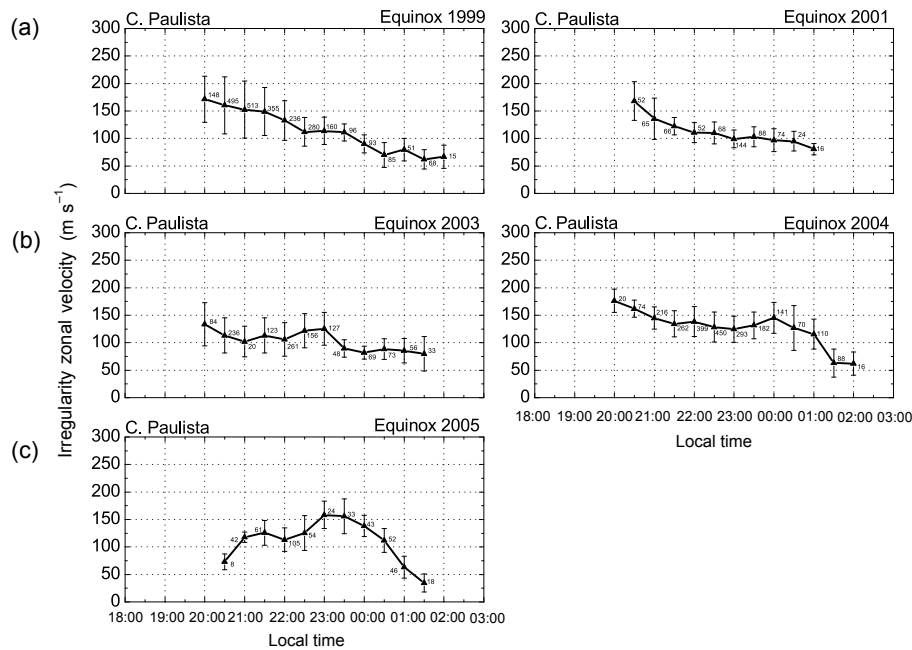 (a)
C. Paulista Equinox 1999
300
250
200
150
100
50
0
148 495 513 355 236 280 160 96 93 85 51 68 15
C. Paulista Equinox 2001
300
250
200
150
100
50
0
52 65 66 52 68 144 88 74 24 16
Irregularity zonal velocity (m s⁻¹)
(b)
C. Paulista Equinox 2003
300
250
200
150
100
50
0
84 236 20 123 261 156 127 48 69 73 56 33
C. Paulista Equinox 2004
300
250
200
150
100
50
0
20 74 216 262 399 450 293 182 141 70 110 88 16
18:00 19:00 20:00 21:00 22:00 23:00 00:00 01:00 02:00 03:00
Local time
(c)
C. Paulista Equinox 2005
300
250
200
150
100
50
0
8 42 61 105 54 24 33 43 52 46 18
18:00 19:00 20:00 21:00 22:00 23:00 00:00 01:00 02:00 03:00
Local time